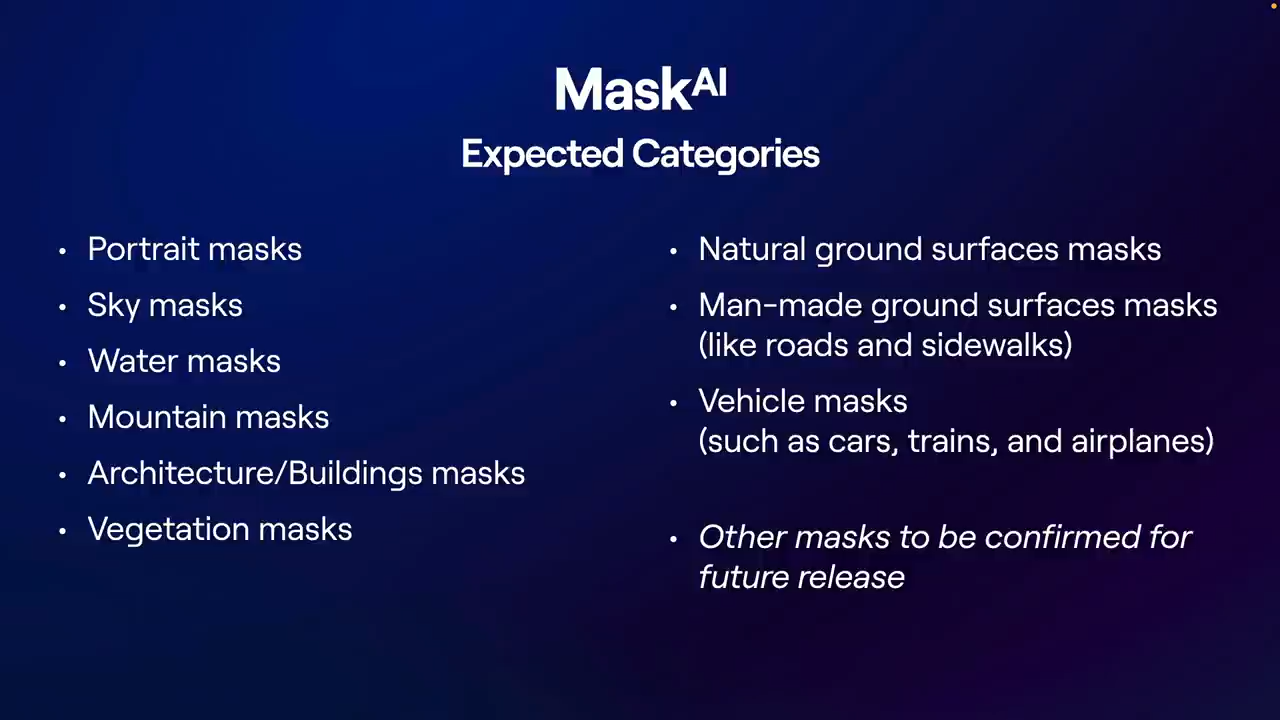 MaskAI
Expected Categories
• Portrait masks
• Sky masks
• Water masks
• Mountain masks
• Architecture/Buildings masks
• Vegetation masks
• Natural ground surfaces masks
• Man-made ground surfaces masks
(like roads and sidewalks)
• Vehicle masks
(such as cars, trains, and airplanes)
• Other masks to be confirmed for
future release